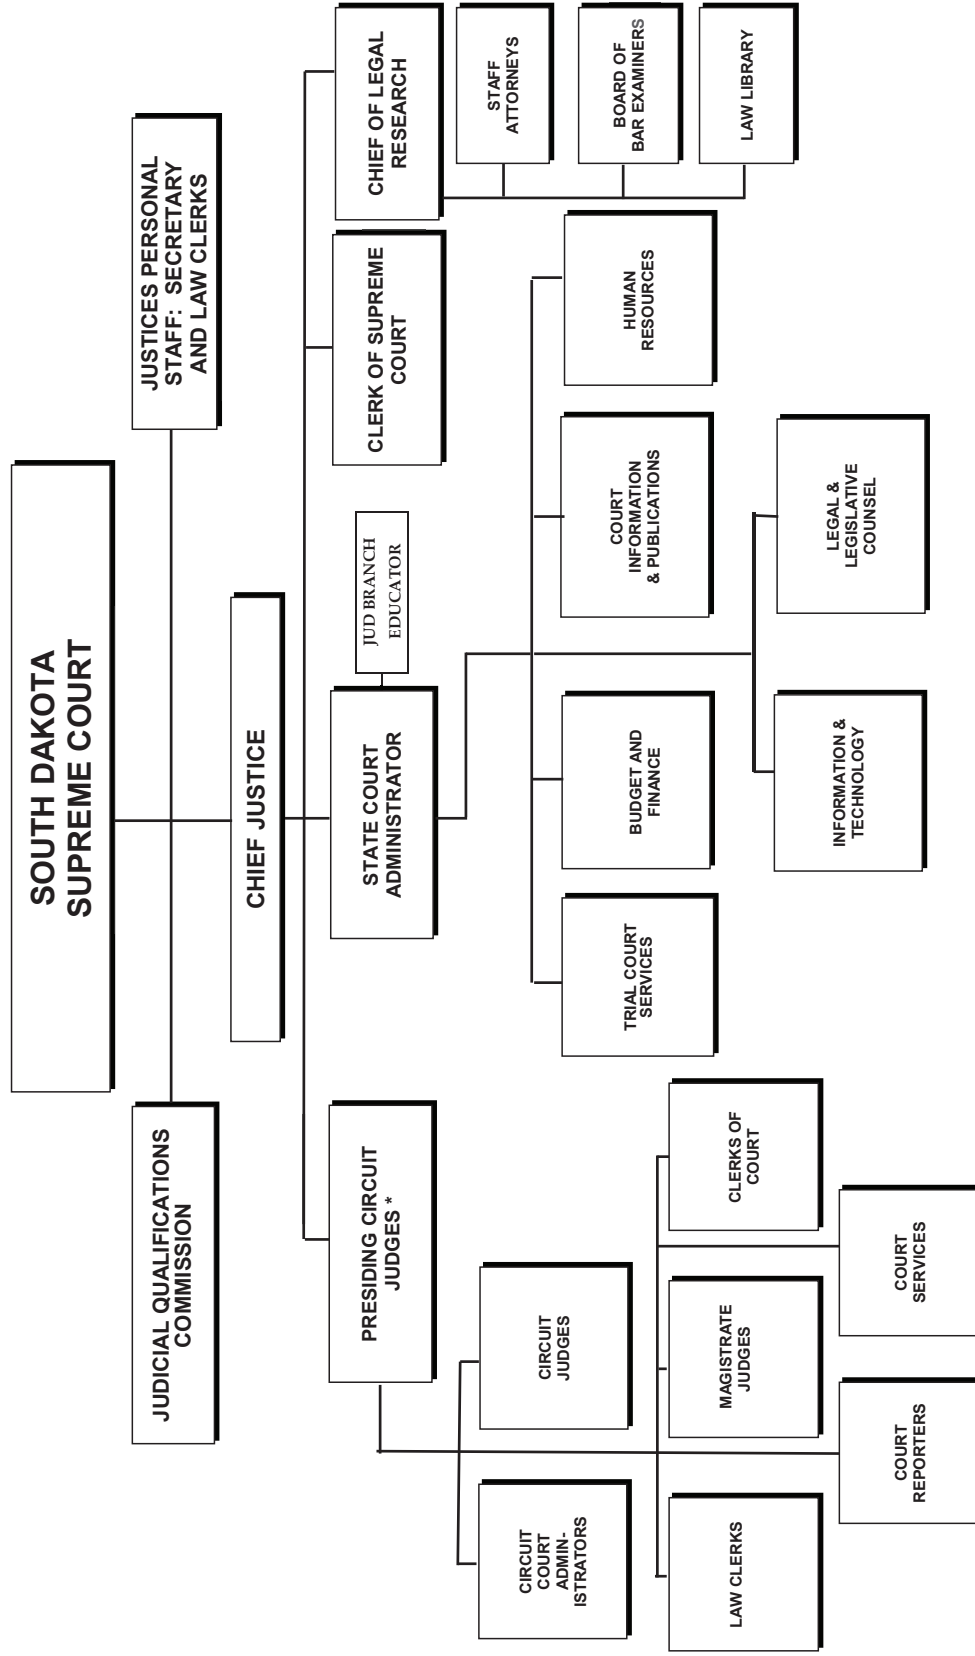 SOUTH DAKOTA
SUPREME COURT
JUDICIAL QUALIFICATIONS
COMMISSION
JUSTICES PERSONAL
STAFF: SECRETARY
AND LAW CLERKS
CHIEF JUSTICE
PRESIDING CIRCUIT
JUDGES *
STATE COURT
ADMINISTRATOR
JUD BRANCH
EDUCATOR
CLERK OF SUPREME
COURT
CHIEF OF LEGAL
RESEARCH
STAFF
ATTORNEYS
BOARD OF
BAR EXAMINERS
LAW LIBRARY
CIRCUIT
COURT
ADMIN-
ISTRATORS
CIRCUIT
JUDGES
TRIAL COURT
SERVICES
BUDGET AND
FINANCE
COURT
INFORMATION
& PUBLICATIONS
HUMAN
RESOURCES
LAW CLERKS
MAGISTRATE
JUDGES
CLERKS OF
COURT
INFORMATION &
TECHNOLOGY
LEGAL &
LEGISLATIVE
COUNSEL
COURT
REPORTERS
COURT
SERVICES